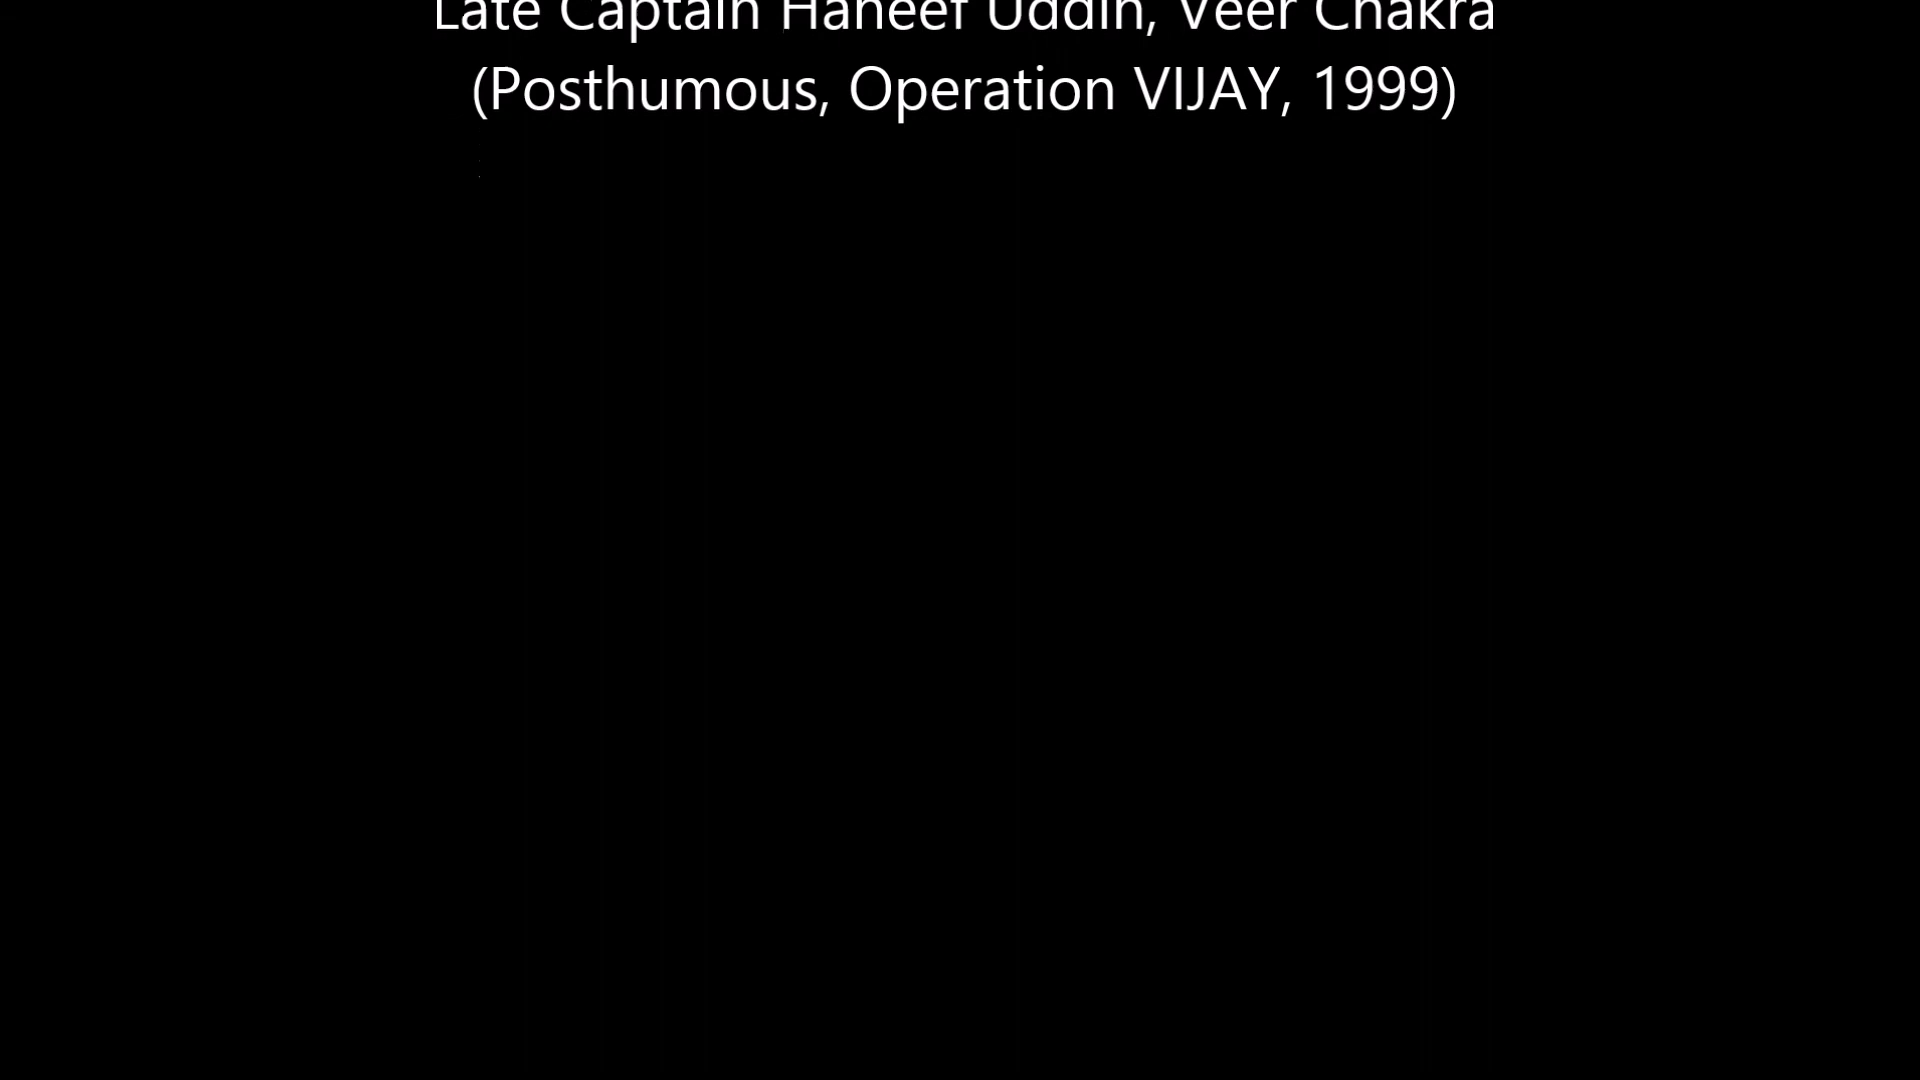 Late Captain Haneef Uddin, Veer Chakra
(Posthumous, Operation VIJAY, 1999)